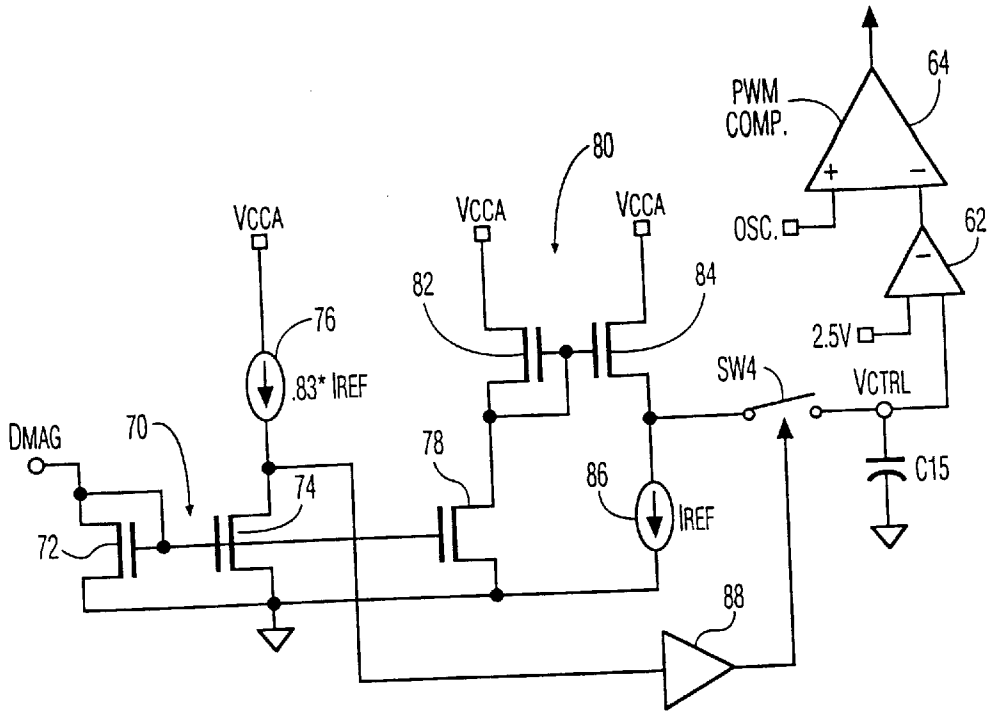 64
PWM
COMP.
+
−
80
VCCA
VCCA
VCCA
OSC.
62
−
82
84
76
2.5V
SW4
VCTRL
.83* IREF
70
DMAG
78
74
86
C15
IREF
72
88